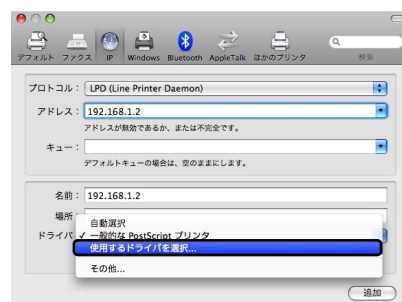 デフォルト ファクス IP Windows Bluetooth AppleTalk ほかのプリンタ 検索
プロトコル： LPD (Line Printer Daemon)
アドレス： 192.168.1.2
アドレスが無効であるか、または不完全です。
キュー：
デフォルトキューの場合は、空のままにします。
名前： 192.168.1.2
場所
自動選択
ドライバ ✓ 一般的な PostScript プリンタ
使用するドライバを選択...
その他...
追加